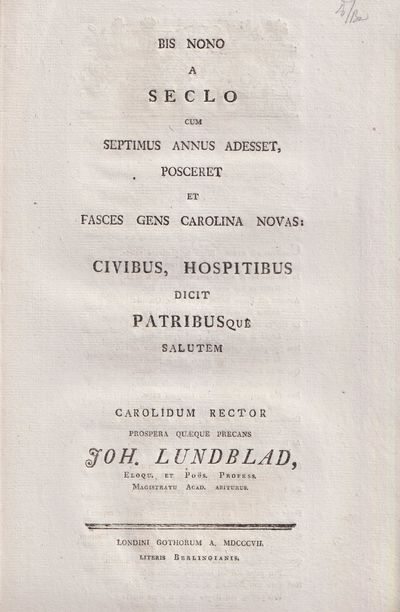 BIS NONO
A
SECLO
CUM
SEPTIMUS ANNUS ADESSET,
POSCERET
ET
FASCES GENS CAROLINA NOVAS:
CIVIBUS, HOSPITIBUS
DICIT
PATRIBUSQUE
SALUTEM
CAROLIDUM RECTOR
PROSPERA QUÆQUE PRECANS
JOH. LUNDBLAD,
ELOQU. ET POËS. PROFESS.
MAGISTRATU ACAD. ABITURUS.
LONDINI GOTHORUM A. MDCCCVII.
LITERIS BERLINGIANIS.